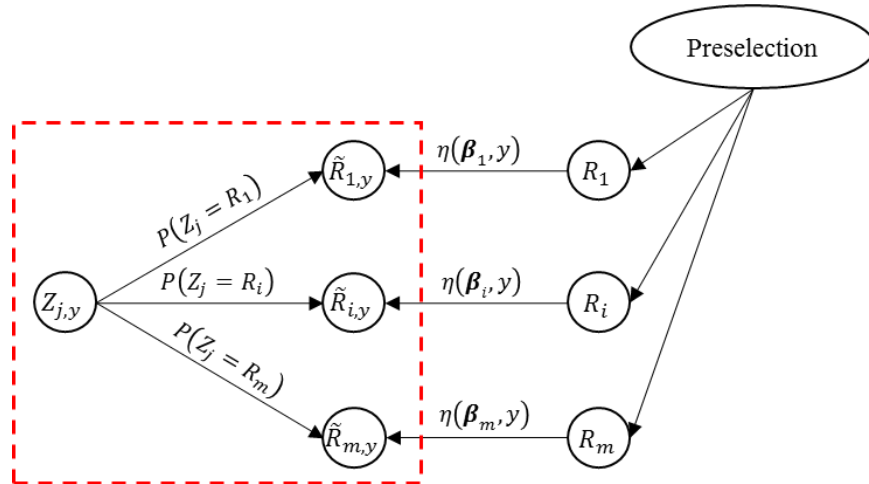 Preselection
R̃₁,y
η(𝜷₁, y)
R₁
P(Zⱼ = R₁)
Zⱼ,y
P(Zⱼ = Rᵢ)
R̃ᵢ,y
η(𝜷ᵢ, y)
Rᵢ
P(Zⱼ = Rₘ)
R̃ₘ,y
η(𝜷ₘ, y)
Rₘ